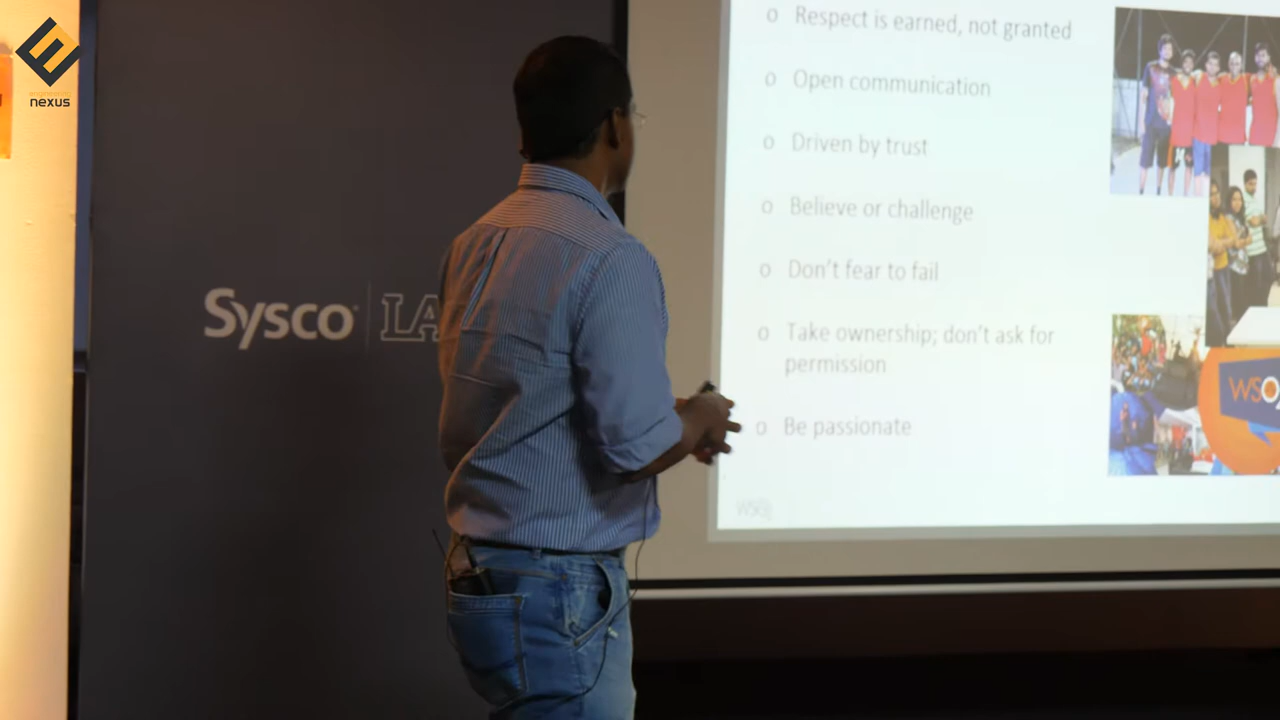 nexus
Respect is earned, not granted
Open communication
Driven by trust
Believe or challenge
Don't fear to fail
Take ownership; don't ask for
permission
Be passionate
Sysco LA
WSO
WSO2